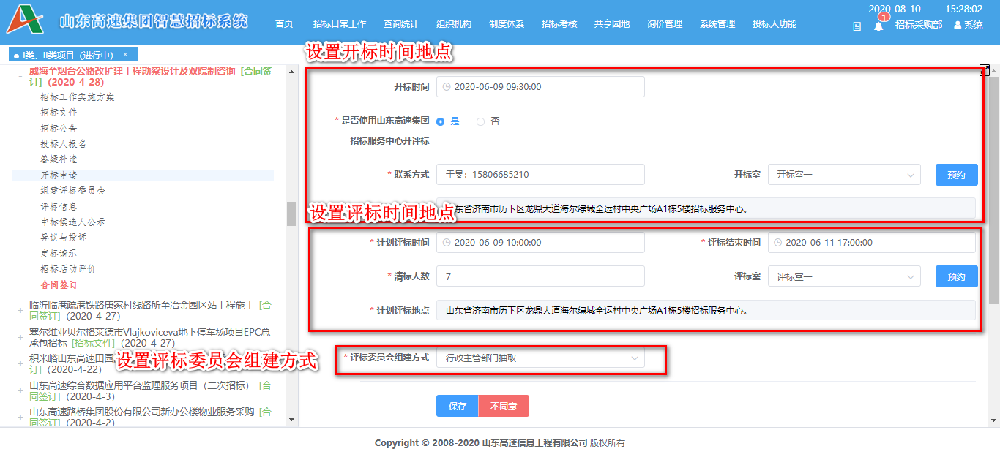 山东高速集团智慧招标系统
首页 招标日常工作 查询统计 组织机构 制度体系 招标考核 共享园地 询价管理 系统管理 投标人功能
2020-08-10 15:28:02
1
招标采购部 系统
I类、II类项目（进行中） ×
威海至烟台公路改扩建工程勘察设计及双院制咨询 [合同签
订]（2020-4-28）
招标工作实施方案
招标文件
招标公告
投标人报名
答疑补遗
开标申请
组建评标委员会
评标信息
中标候选人公示
异议与投诉
定标请示
招标活动评价
合同签订
临沂临港疏港铁路唐家村线路所至冶金园区站工程施工 [合
同签订]（2020-4-27）
塞尔维亚贝尔格莱德市Vlajkoviceva地下停车场项目EPC总
承包招标 [招标文件]（2020-4-27）
积米峪山东高速田园
订]（2020-4-22）
山东高速综合数据应用平台监理服务项目（二次招标） [合
同签订]（2020-4-3）
山东高速路桥集团股份有限公司新办公楼物业服务采购 [合
同签订]（2020-4-2）
设置开标时间地点
开标时间 2020-06-09 09:30:00
* 是否使用山东高速集团 是 否
招标服务中心开评标
* 联系方式 于旻：15806685210 开标室 开标室一 预约
东省济南市历下区龙鼎大道海尔绿城全运村中央广场A1栋5楼招标服务中心。
设置评标时间地点
* 计划评标时间 2020-06-09 10:00:00 * 评标结束时间 2020-06-11 17:00:00
* 清标人数 7 评标室 评标室一 预约
* 计划评标地点 山东省济南市历下区龙鼎大道海尔绿城全运村中央广场A1栋5楼招标服务中心。
设置评标委员会组建方式
* 评标委员会组建方式 行政主管部门抽取
保存 不同意
Copyright © 2008-2020 山东高速信息工程有限公司 版权所有